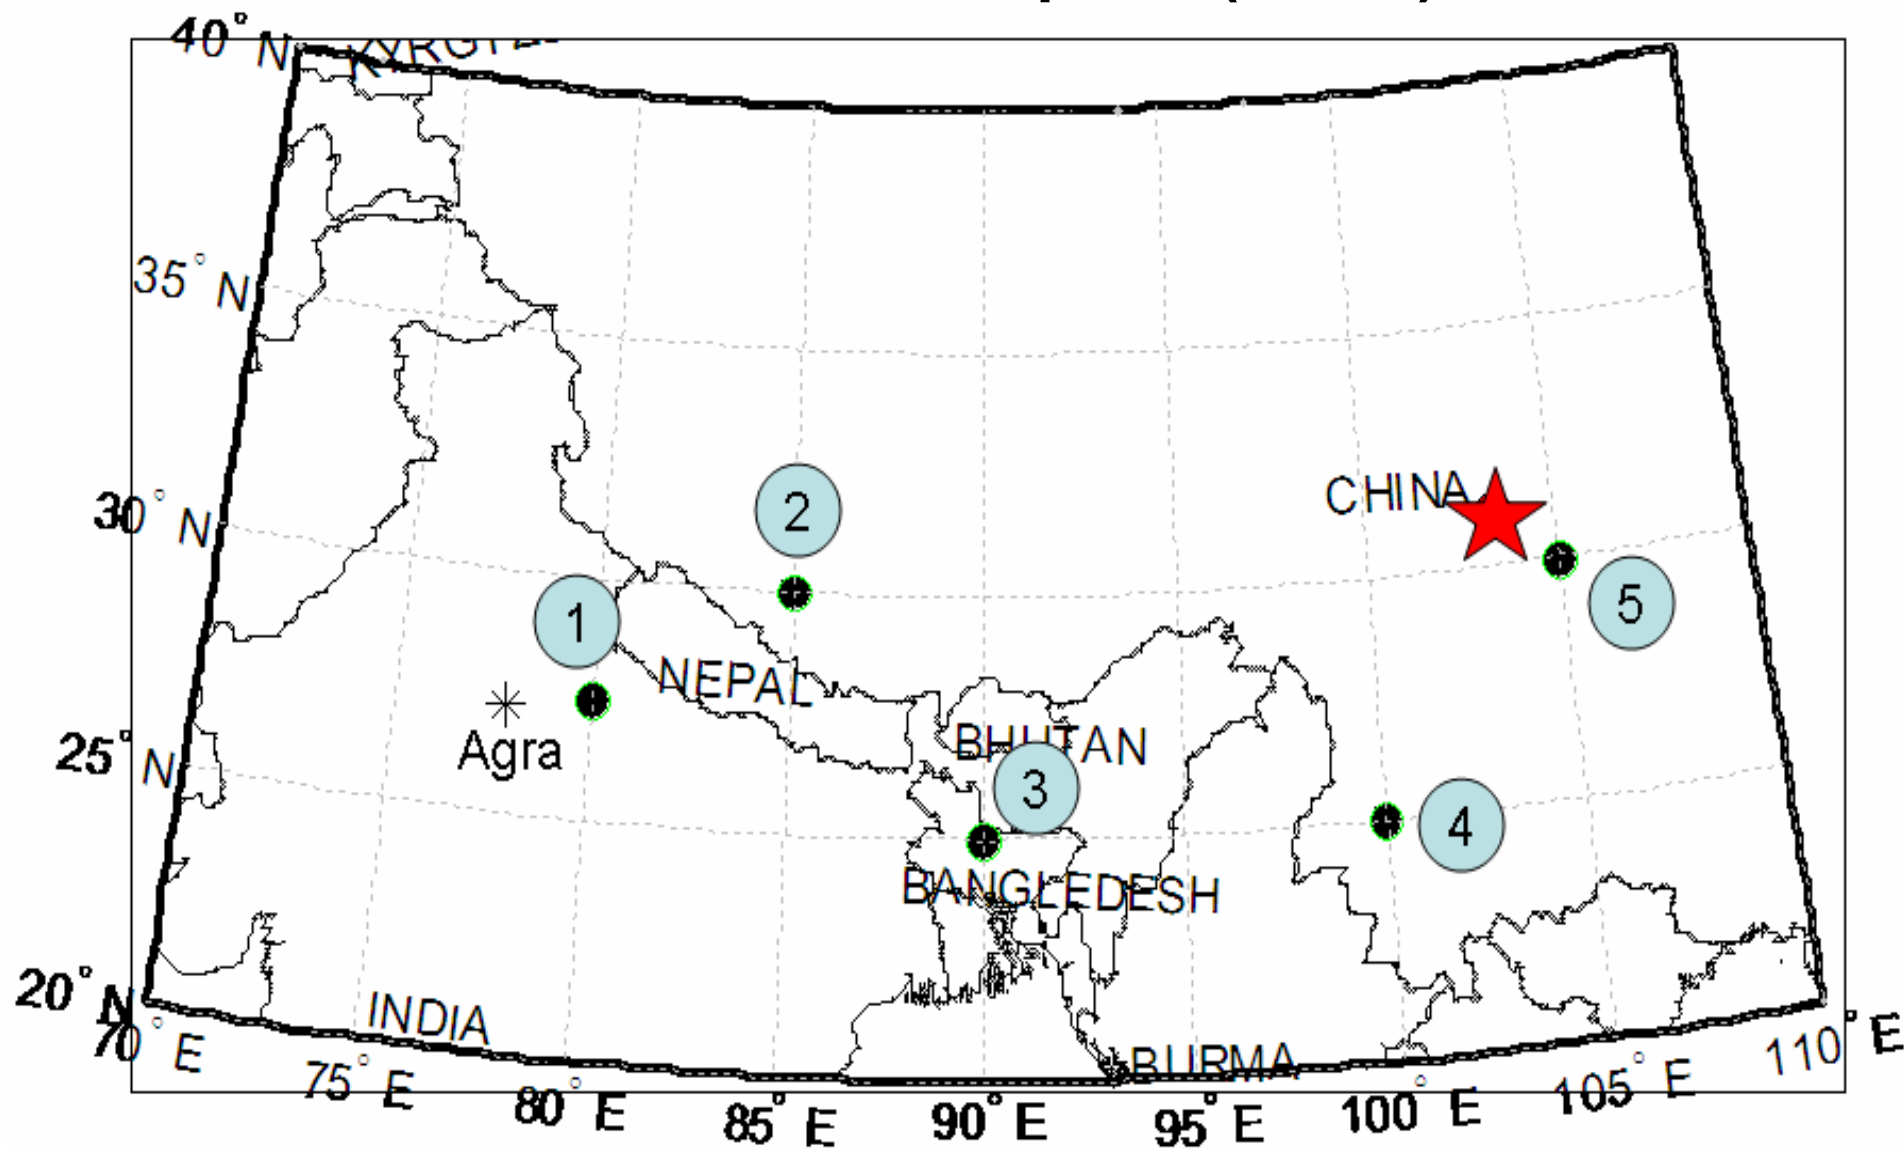 40° N
35° N
30° N
25° N
20° N
70° E
75° E
80° E
85° E
90° E
95° E
100° E
105° E
110° E
2
CHINA
1
5
NEPAL
Agra
BHUTAN
3
4
BANGLEDESH
INDIA
BURMA